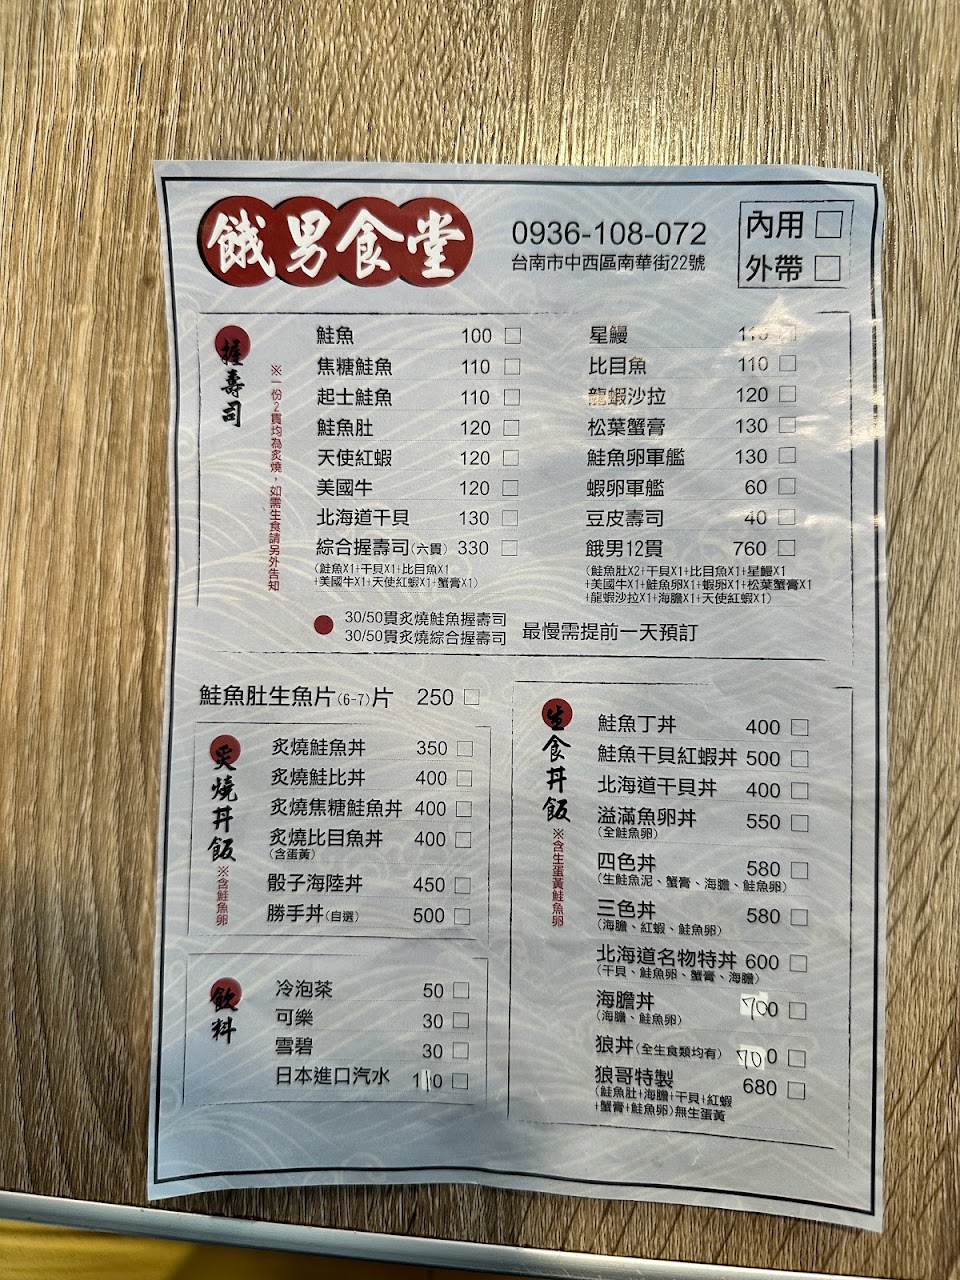 餓男食堂
0936-108-072
台南市中西區南華街22號
內用
外帶
握壽司
※一份2貫均為炙燒，如需生食請另外告知
鮭魚 100
焦糖鮭魚 110
起士鮭魚 110
鮭魚肚 120
天使紅蝦 120
美國牛 120
北海道干貝 130
綜合握壽司(六貫) 330
(鮭魚X1+干貝X1+比目魚X1
+美國牛X1+天使紅蝦X1+蟹膏X1)
星鰻 110
比目魚 110
龍蝦沙拉 120
松葉蟹膏 130
鮭魚卵軍艦 130
蝦卵軍艦 60
豆皮壽司 40
餓男12貫 760
(鮭魚肚X2+干貝X1+比目魚X1+星鰻X1
+美國牛X1+鮭魚卵X1+蝦卵X1+松葉蟹膏X1
+龍蝦沙拉X1+海膽X1+天使紅蝦X1)
30/50貫炙燒鮭魚握壽司
30/50貫炙燒綜合握壽司
最慢需提前一天預訂
鮭魚肚生魚片(6-7)片 250
炙燒丼飯
※含鮭魚卵
炙燒鮭魚丼 350
炙燒鮭比丼 400
炙燒焦糖鮭魚丼 400
炙燒比目魚丼 400
(含蛋黃)
骰子海陸丼 450
勝手丼(自選) 500
飲料
冷泡茶 50
可樂 30
雪碧 30
日本進口汽水 110
生食丼飯
※含生蛋黃鮭魚卵
鮭魚丁丼 400
鮭魚干貝紅蝦丼 500
北海道干貝丼 400
溢滿魚卵丼 550
(全鮭魚卵)
四色丼 580
(生鮭魚泥、蟹膏、海膽、鮭魚卵)
三色丼 580
(海膽、紅蝦、鮭魚卵)
北海道名物特丼 600
(干貝、鮭魚卵、蟹膏、海膽)
海膽丼 700
(海膽、鮭魚卵)
狼丼(全生食類均有) 700
狼哥特製 680
(鮭魚肚+海膽+干貝+紅蝦
+蟹膏+鮭魚卵)無生蛋黃